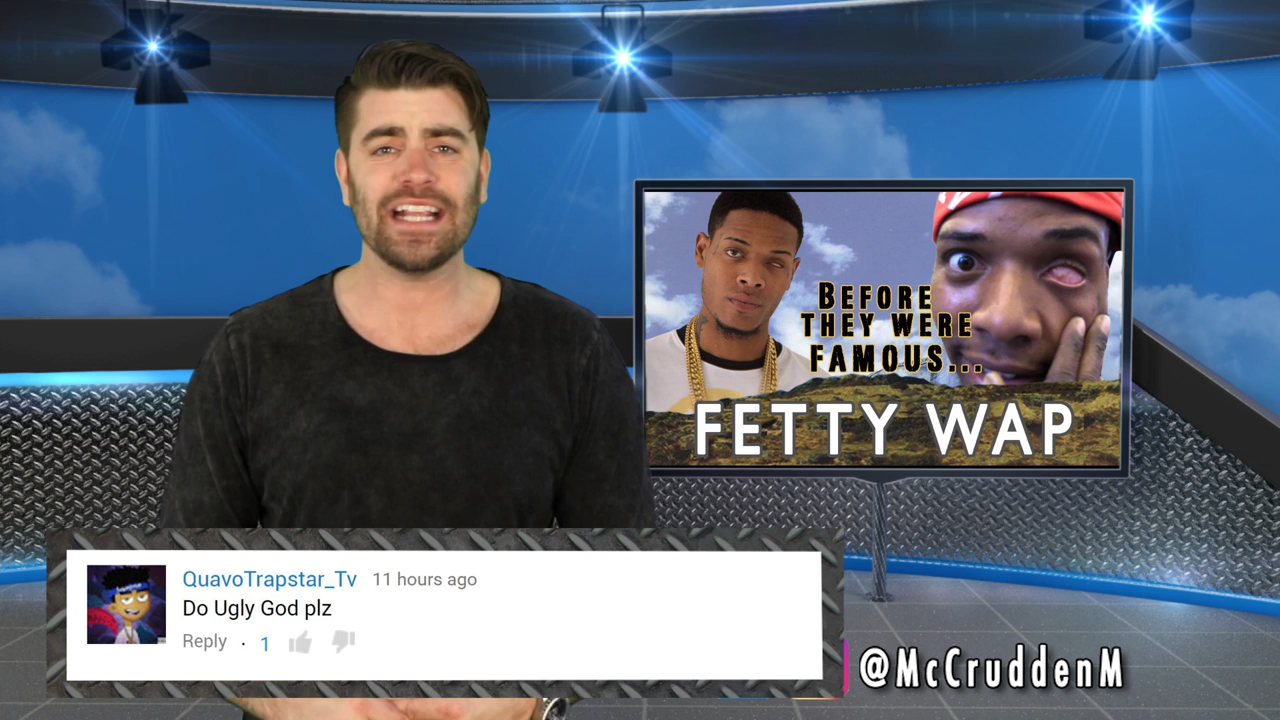 BEFORE
THEY WERE
FAMOUS...
FETTY WAP
QuavoTrapstar_Tv 11 hours ago
Do Ugly God plz
Reply · 1
@McCruddenM